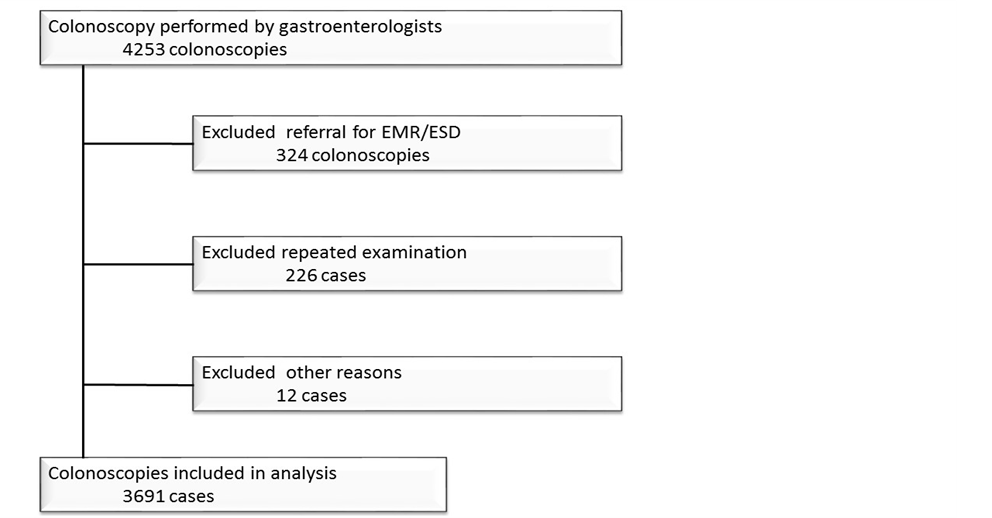 Colonoscopy performed by gastroenterologists
4253 colonoscopies
Excluded referral for EMR/ESD
324 colonoscopies
Excluded repeated examination
226 cases
Excluded other reasons
12 cases
Colonoscopies included in analysis
3691 cases